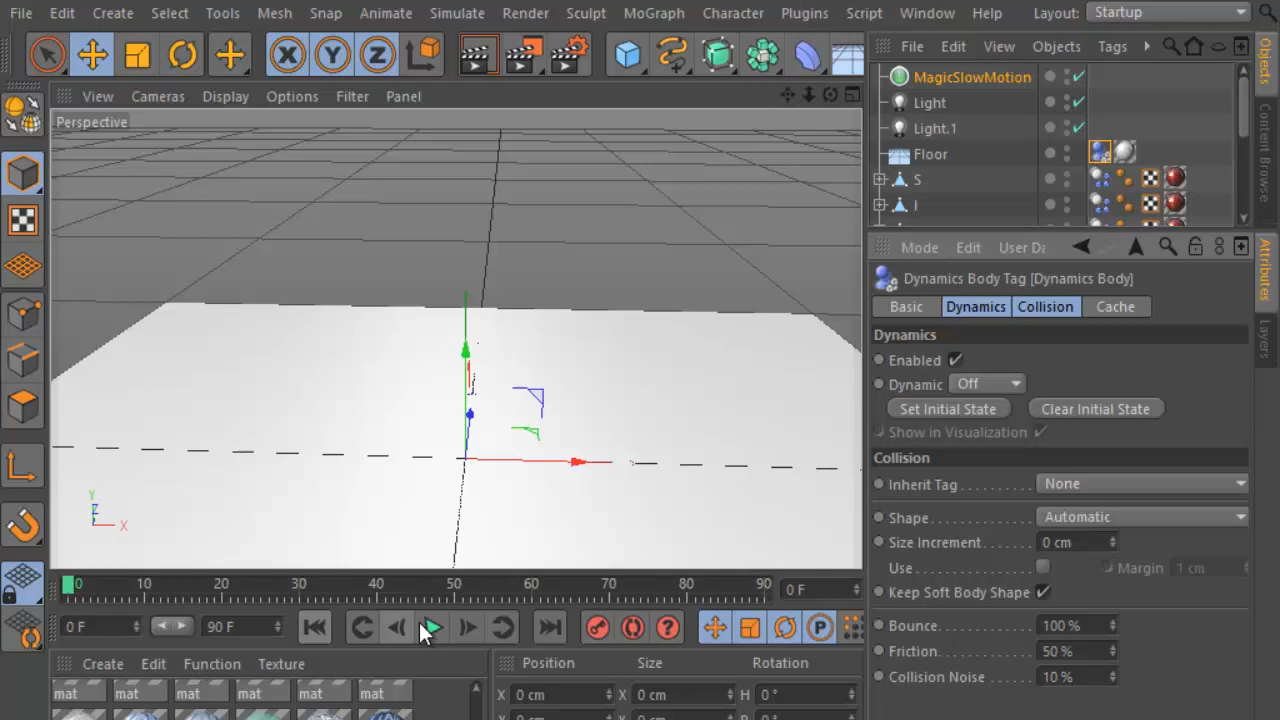 File Edit Create Select Tools Mesh Snap Animate Simulate Render Sculpt MoGraph Character Plugins Script Window Help Layout: Startup
X Y Z
File Edit View Objects Tags
View Cameras Display Options Filter Panel
Perspective
MagicSlowMotion
Light
Light.1
Floor
S
I
Objects
Content Browse
Mode Edit User Da
Dynamics Body Tag [Dynamics Body]
Basic Dynamics Collision Cache
Dynamics
Enabled
Dynamic Off
Set Initial State Clear Initial State
Show in Visualization
Collision
Inherit Tag None
Shape Automatic
Size Increment 0 cm
Use Margin 1 cm
Keep Soft Body Shape
Bounce 100 %
Friction 50 %
Collision Noise 10 %
Attributes
Layers
Y
Z
X
0 10 20 30 40 50 60 70 80 90 0 F
0 F 90 F P
Create Edit Function Texture
mat mat mat mat mat mat
Position Size Rotation
X 0 cm X 0 cm H 0 °